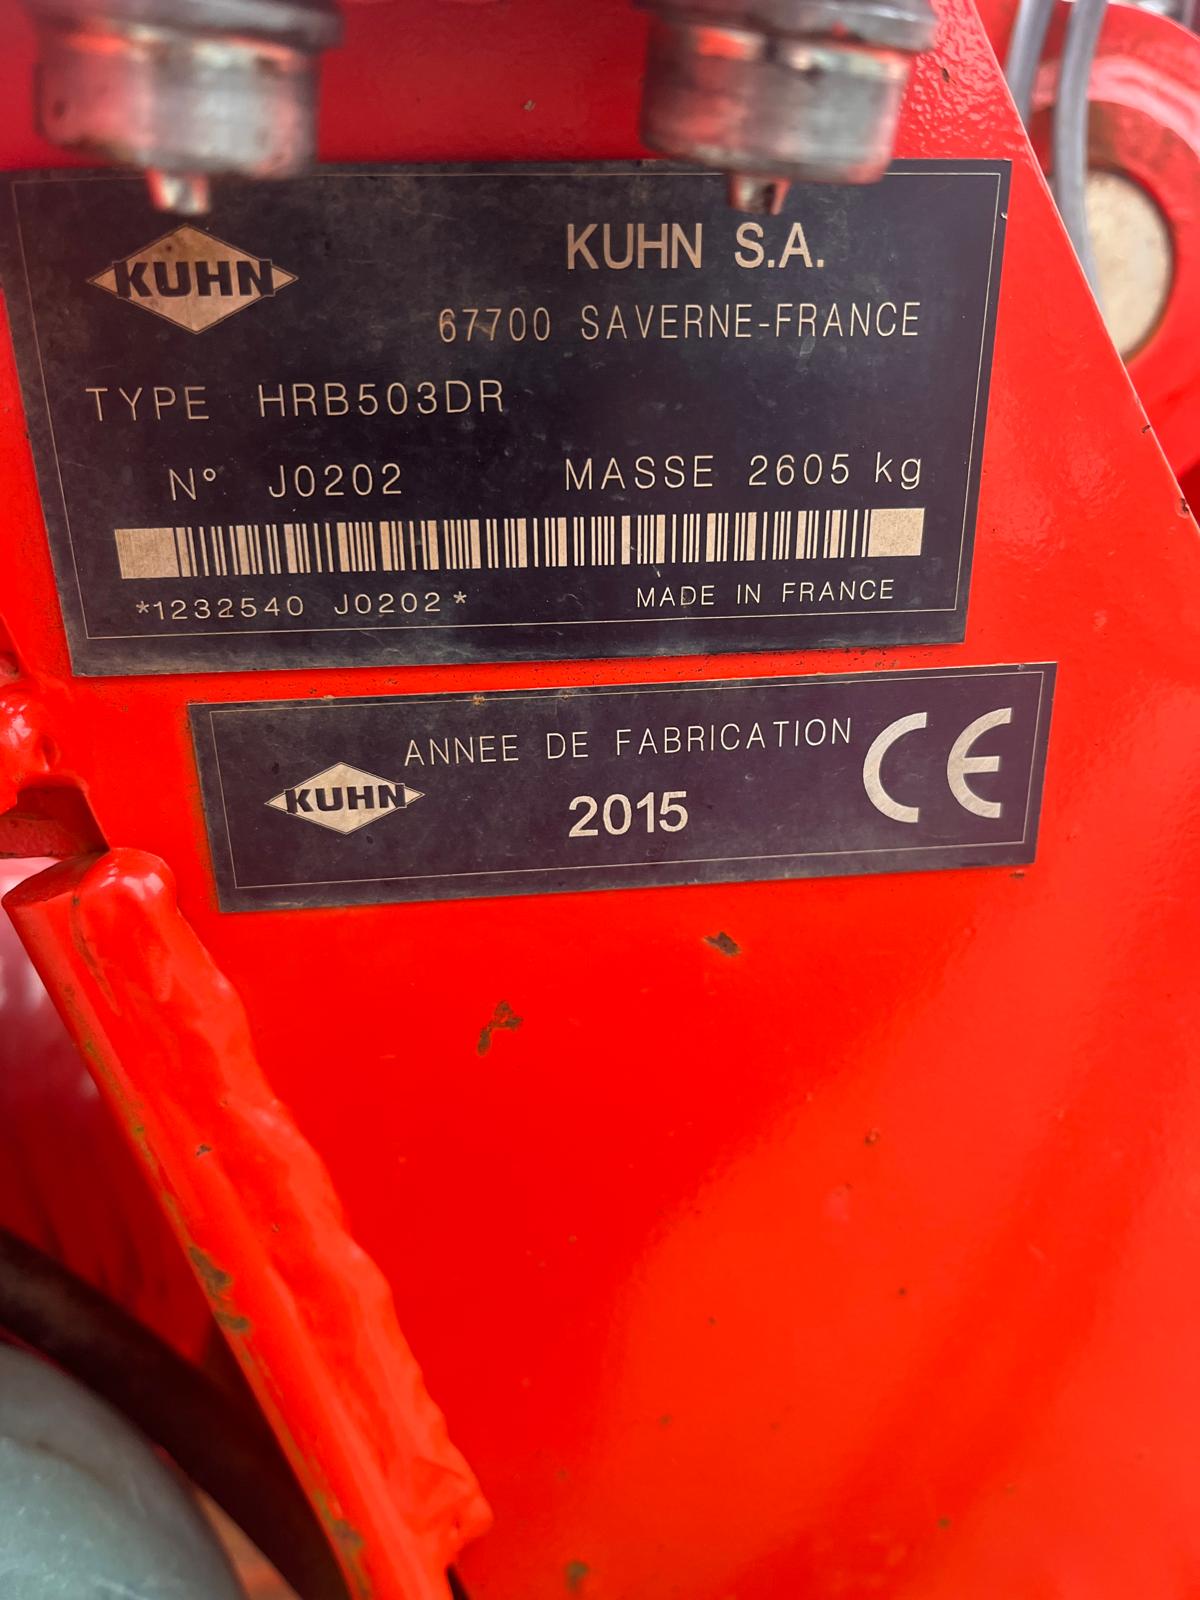 KUHN
KUHN S.A.
67700 SAVERNE-FRANCE
TYPE HRB503DR
N° J0202 MASSE 2605 kg
*1232540 J0202*
MADE IN FRANCE
KUHN
ANNEE DE FABRICATION
2015
CE